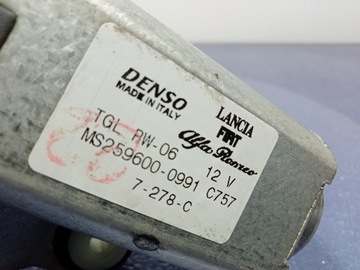 DENSO
MADE IN ITALY
LANCIA
FIAT
Alfa Romeo
TGL RW-06
12 V
MS259600-0991
C757
7-278-C